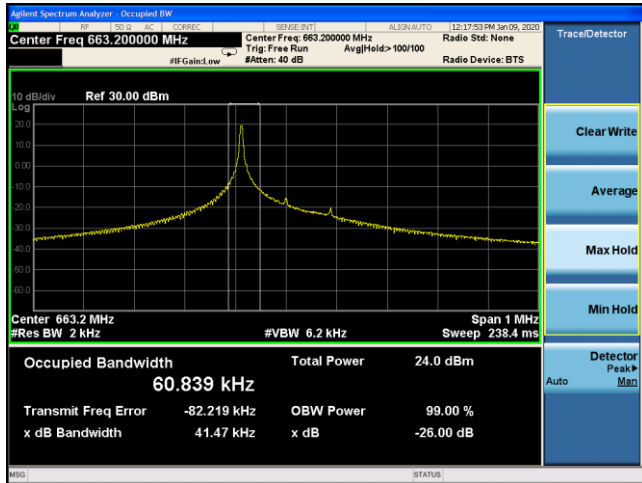 Agilent Spectrum Analyzer - Occupied BW
RF 50 Ω AC CORREC SENSE:INT ALIGN AUTO 12:17:53 PM Jan 09, 2020
Center Freq 663.200000 MHz
Center Freq: 663.200000 MHz
Radio Std: None
Trig: Free Run Avg|Hold:> 100/100
#IFGain:Low
#Atten: 40 dB
Radio Device: BTS
Trace/Detector
10 dB/div Ref 30.00 dBm
Log
20.0
10.0
0.00
-10.0
-20.0
-30.0
-40.0
-50.0
-60.0
Center 663.2 MHz Span 1 MHz
#Res BW 2 kHz #VBW 6.2 kHz Sweep 238.4 ms
Occupied Bandwidth Total Power 24.0 dBm
60.839 kHz
Transmit Freq Error -82.219 kHz OBW Power 99.00 %
x dB Bandwidth 41.47 kHz x dB -26.00 dB
Clear Write
Average
Max Hold
Min Hold
Detector
Peak▶
Auto Man
MSG STATUS